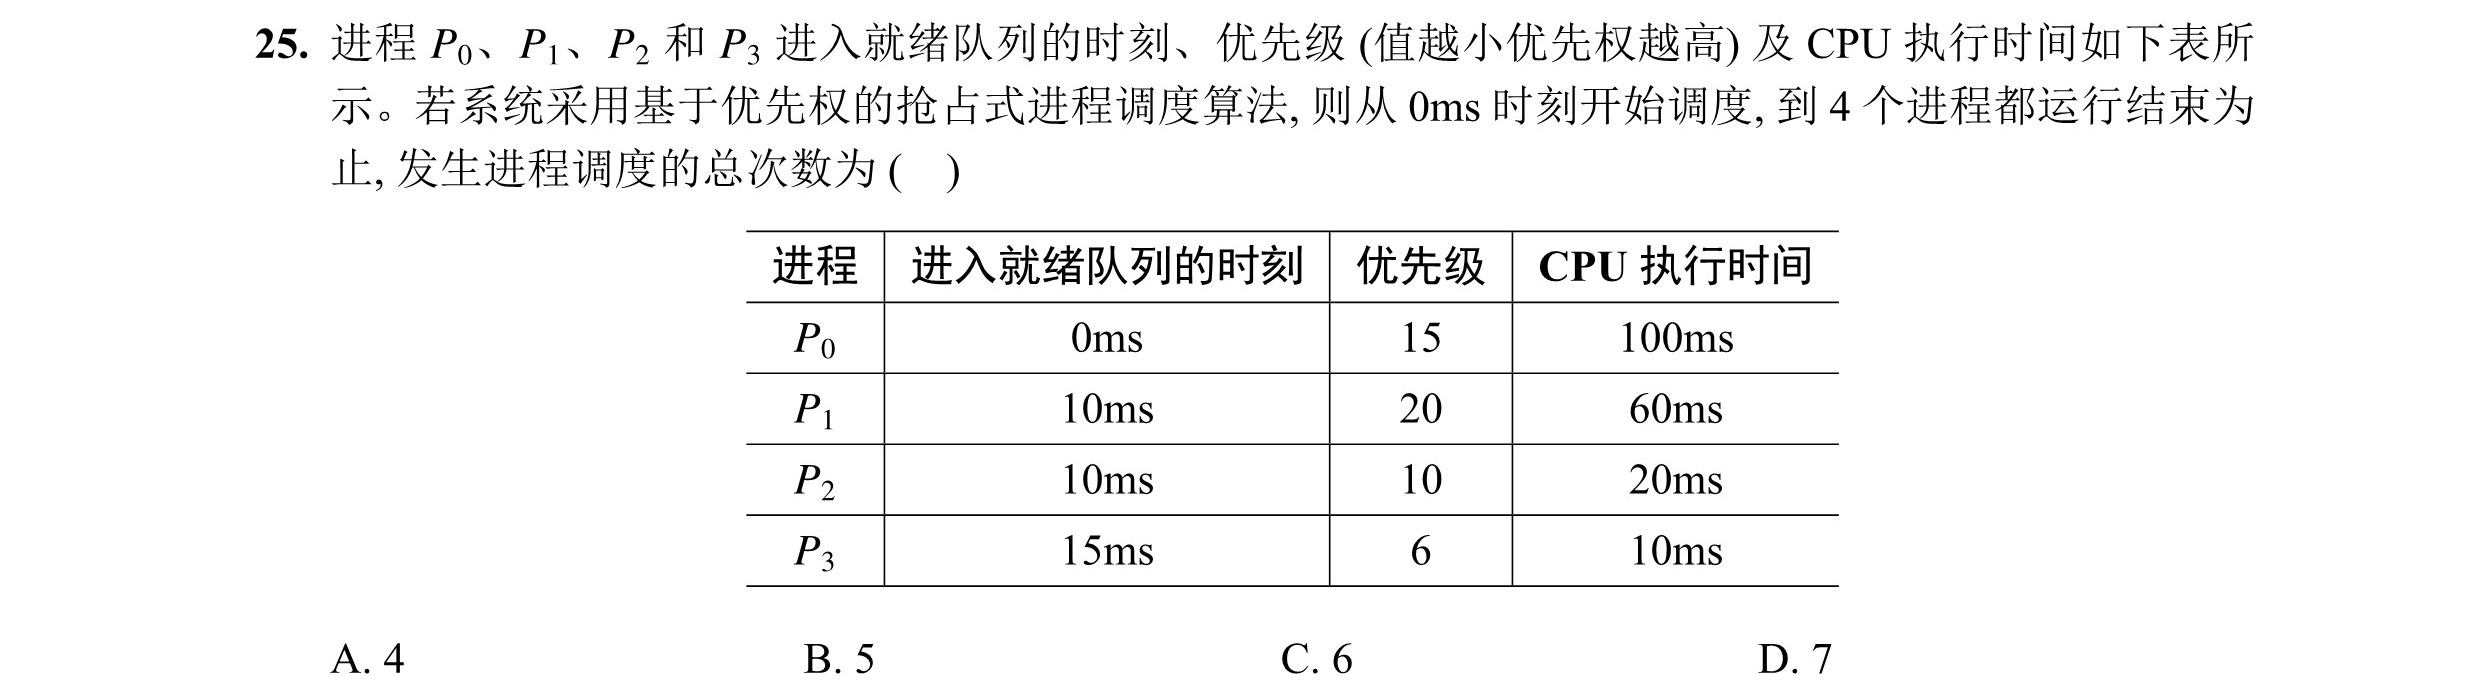 25. 进程 P0、P1、P2 和 P3 进入就绪队列的时刻、优先级 (值越小优先权越高) 及 CPU 执行时间如下表所
示。若系统采用基于优先权的抢占式进程调度算法, 则从 0ms 时刻开始调度, 到 4 个进程都运行结束为
止, 发生进程调度的总次数为 ( )
进程 进入就绪队列的时刻 优先级 CPU 执行时间
P0 0ms 15 100ms
P1 10ms 20 60ms
P2 10ms 10 20ms
P3 15ms 6 10ms
A. 4 B. 5 C. 6 D. 7